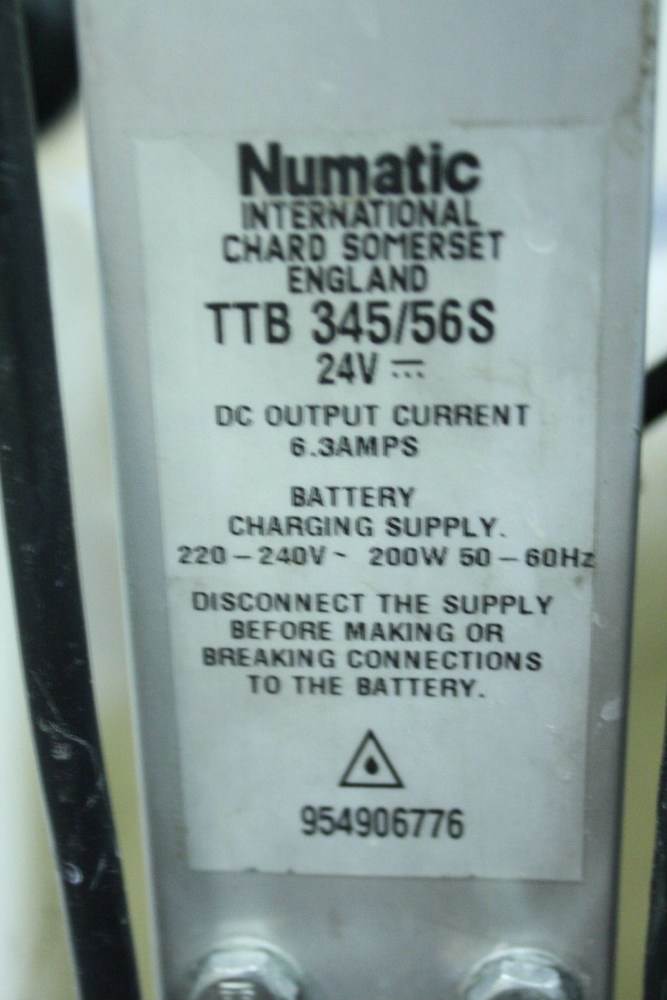 Numatic
INTERNATIONAL
CHARD SOMERSET
ENGLAND
TTB 345/56S
24V ⎓
DC OUTPUT CURRENT
6.3AMPS
BATTERY
CHARGING SUPPLY.
220 – 240V ~ 200W 50 – 60Hz
DISCONNECT THE SUPPLY
BEFORE MAKING OR
BREAKING CONNECTIONS
TO THE BATTERY.
954906776